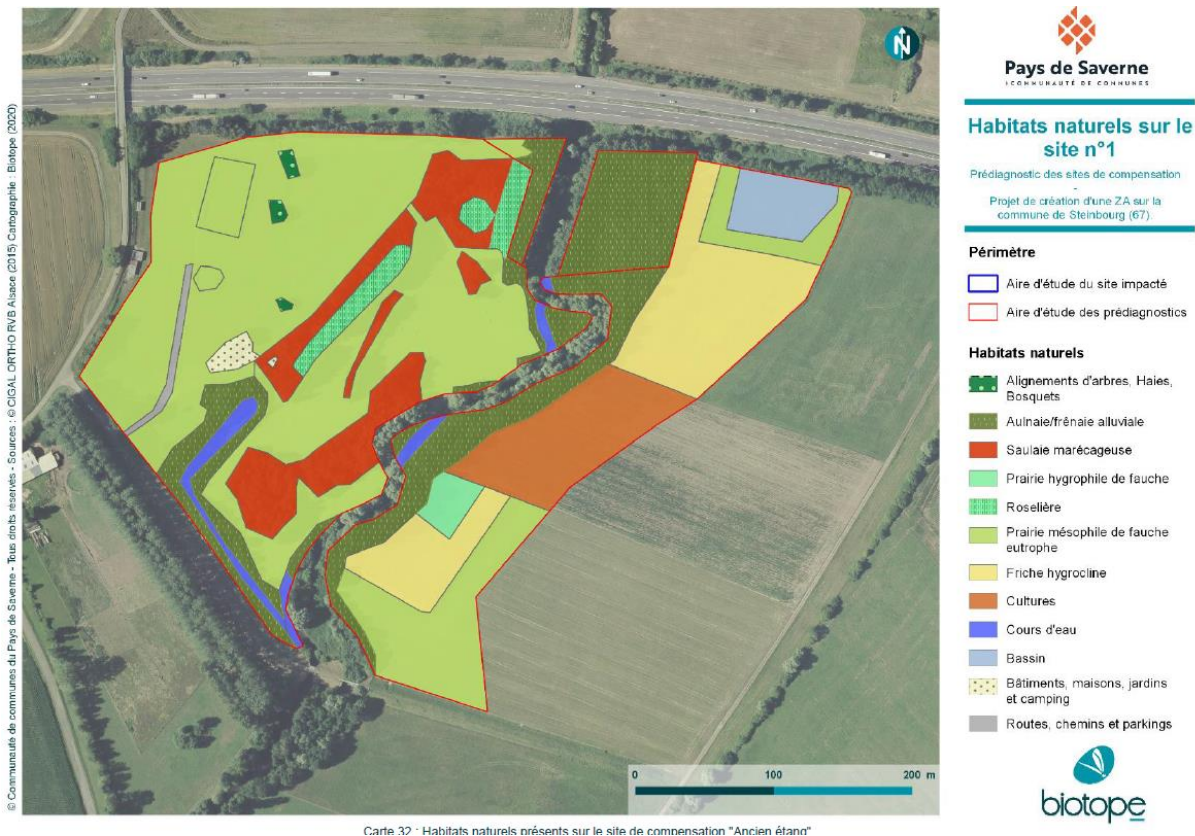 © Communauté de communes du Pays de Saverne - Tous droits réservés - Sources : © CIGAL ORTHO RVB Alsace (2015) Cartographie : Biotope (2020)
N
Pays de Saverne
COMMUNAUTÉ DE COMMUNES
Habitats naturels sur le
site n°1
Prédiagnostic des sites de compensation
-
Projet de création d'une ZA sur la
commune de Steinbourg (67)
Périmètre
Aire d'étude du site impacté
Aire d'étude des prédiagnostics
Habitats naturels
Alignements d'arbres, Haies,
Bosquets
Aulnaie/frênaie alluviale
Saulaie marécageuse
Prairie hygrophile de fauche
Roselière
Prairie mésophile de fauche
eutrophe
Friche hygrocline
Cultures
Cours d'eau
Bassin
Bâtiments, maisons, jardins
et camping
Routes, chemins et parkings
0 100 200 m
biotope
Carte 32 : Habitats naturels présents sur le site de compensation "Ancien étang"